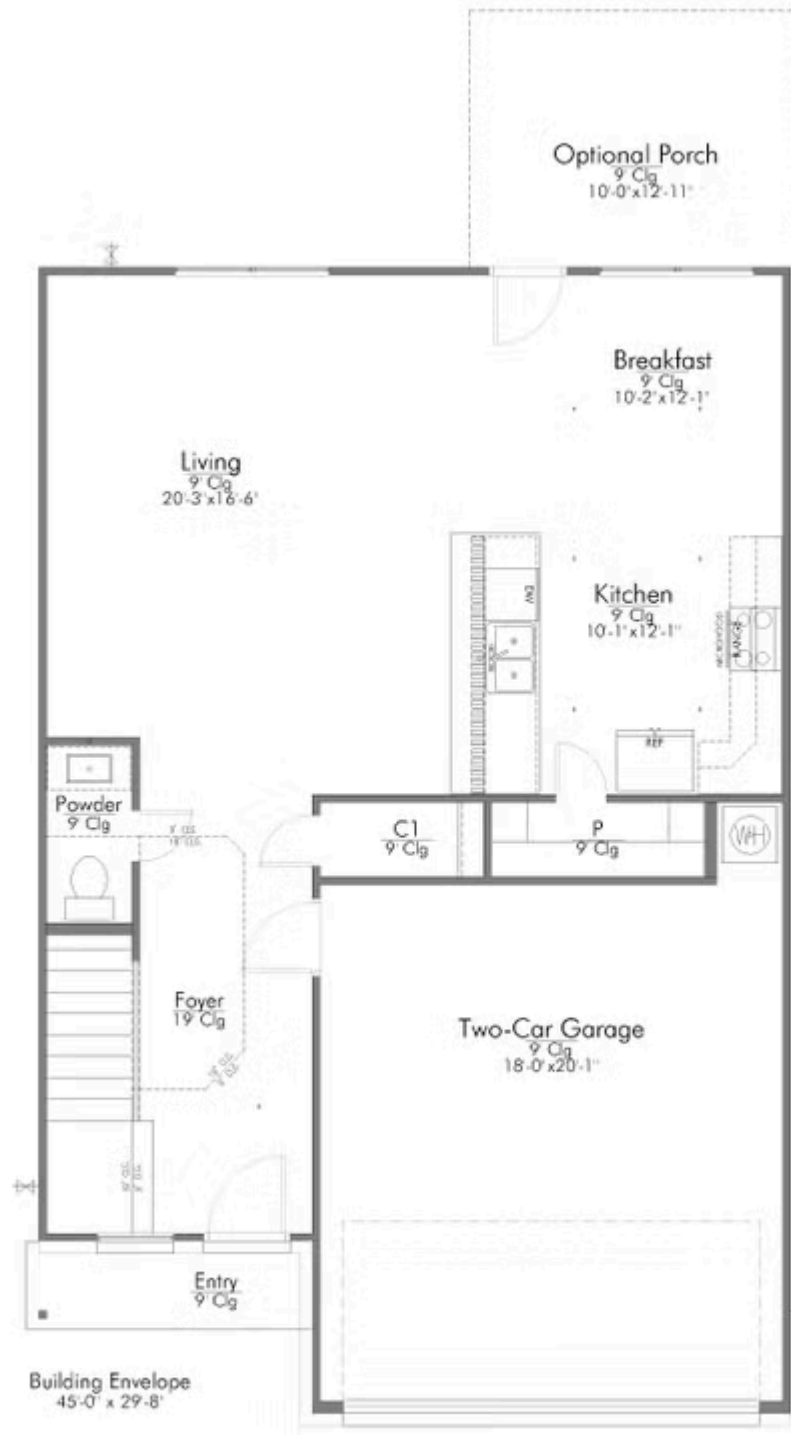 Optional Porch
9' Clg
10'-0"x12'-11"
Breakfast
9' Clg
10'-2"x12'-1"
Living
9' Clg
20'-3"x16'-6"
DW
Kitchen
9' Clg
10'-1"x12'-1"
RANGE
REF
Powder
9' Clg
C1
9' Clg
P
9' Clg
WH
Foyer
19' Clg
Two-Car Garage
9' Clg
18'-0"x20'-1"
Entry
9' Clg
Building Envelope
45'-0" x 29'-8"